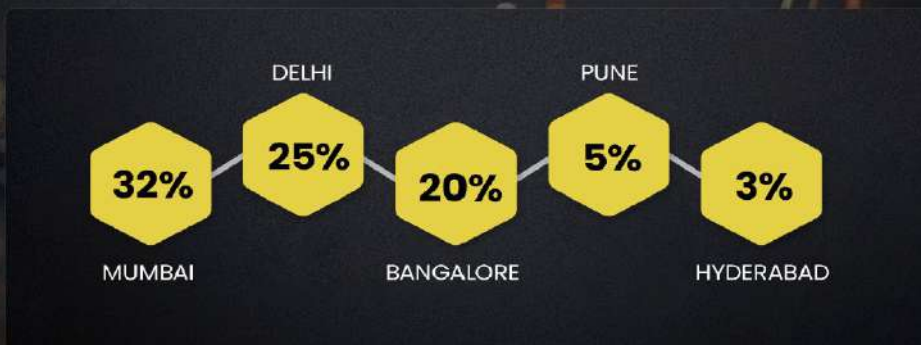 DELHI
PUNE
32%
25%
20%
5%
3%
MUMBAI
BANGALORE
HYDERABAD